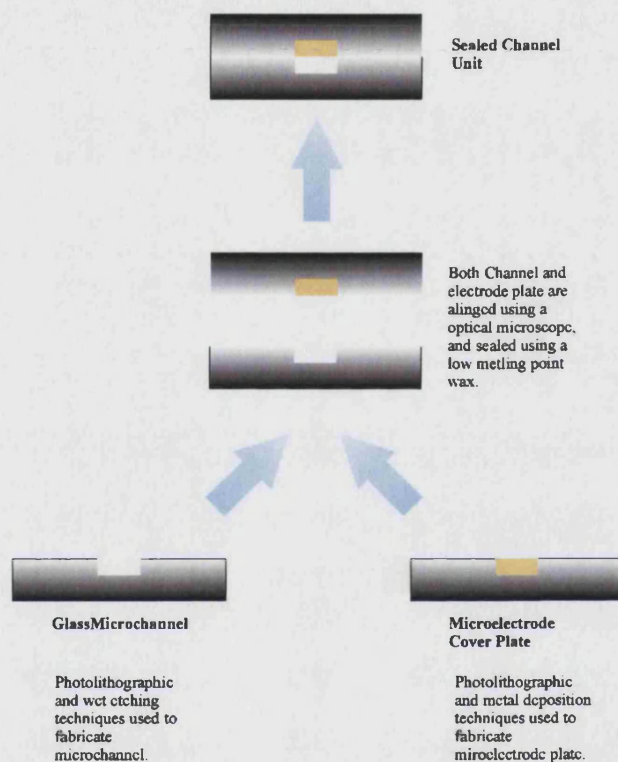 Sealed Channel
Unit
Both Channel and
electrode plate are
alinged using a
optical microscope,
and sealed using a
low metling point
wax.
GlassMicrochannel
Microelectrode
Cover Plate
Photolithographic
and wet etching
techniques used to
fabricate
microchannel.
Photolithographic
and metal deposition
techniques used to
fabricate
miroelectrode plate.